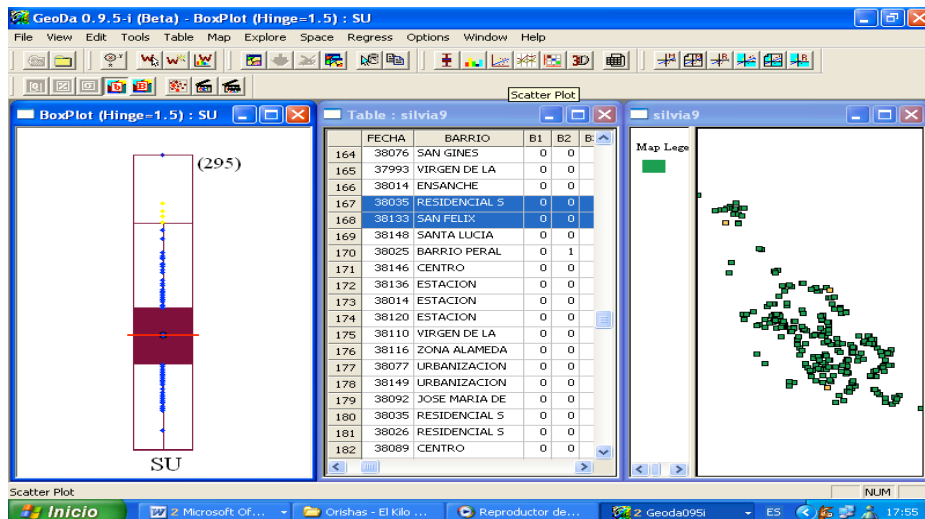 GeoDa 0.9.5-i (Beta) - BoxPlot (Hinge=1.5) : SU
File View Edit Tools Table Map Explore Space Regress Options Window Help
3D
Scatter Plot
BoxPlot (Hinge=1.5) : SU
(295)
SU
Table : silvia9
FECHA BARRIO B1 B2
164 38076 SAN GINES 0 0
165 37993 VIRGEN DE LA 0 0
166 38014 ENSANCHE 0 0
167 38035 RESIDENCIAL S 0 0
168 38133 SAN FELIX 0 0
169 38148 SANTA LUCIA 0 0
170 38025 BARRIO PERAL 0 1
171 38146 CENTRO 0 0
172 38136 ESTACION 0 0
173 38014 ESTACION 0 0
174 38120 ESTACION 0 0
175 38110 VIRGEN DE LA 0 0
176 38116 ZONA ALAMEDA 0 0
177 38077 URBANIZACION 0 0
178 38149 URBANIZACION 0 0
179 38092 JOSE MARIA DE 0 0
180 38035 RESIDENCIAL S 0 0
181 38026 RESIDENCIAL S 0 0
182 38089 CENTRO 0 0
silvia9
Map Lege
Scatter Plot
NUM
Inicio
2 Microsoft Of...
Orishas - El Kilo ...
Reproductor de...
2 Geoda095i
ES
17:55